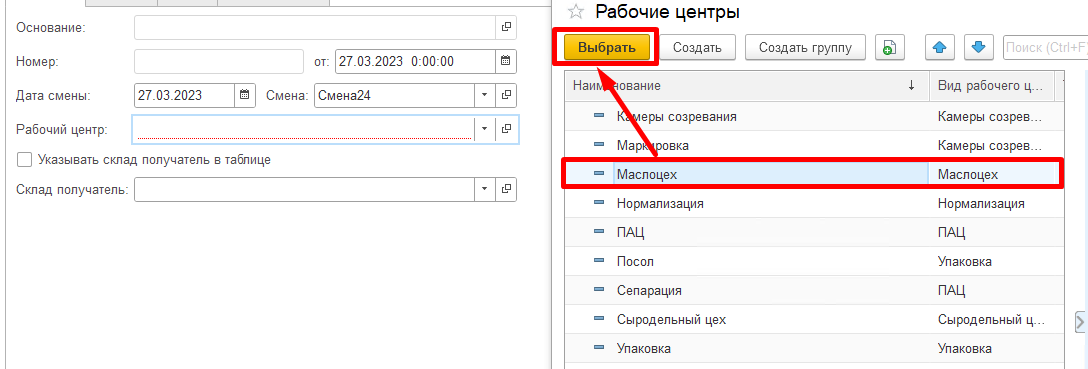 Основание:
Номер: от: 27.03.2023 0:00:00
Дата смены: 27.03.2023 Смена: Смена24
Рабочий центр:
Указывать склад получатель в таблице
Склад получатель:
Рабочие центры
Выбрать Создать Создать группу Поиск (Ctrl+F
Наименование ↓ Вид рабочего ц...
Камеры созревания Камеры созрев...
Маркировка Камеры созрев...
Маслоцех Маслоцех
Нормализация Нормализация
ПАЦ ПАЦ
Посол Упаковка
Сепарация ПАЦ
Сыродельный цех Сыродельный ц...
Упаковка Упаковка